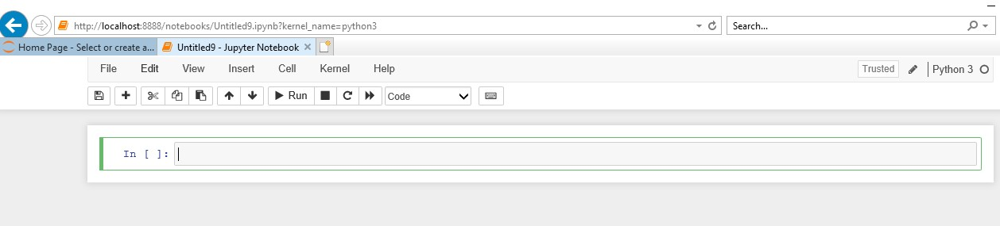 http://localhost:8888/notebooks/Untitled9.ipynb?kernel_name=python3 Search...
Home Page - Select or create a... Untitled9 - Jupyter Notebook
File Edit View Insert Cell Kernel Help Trusted Python 3
Run Code
In [ ]: